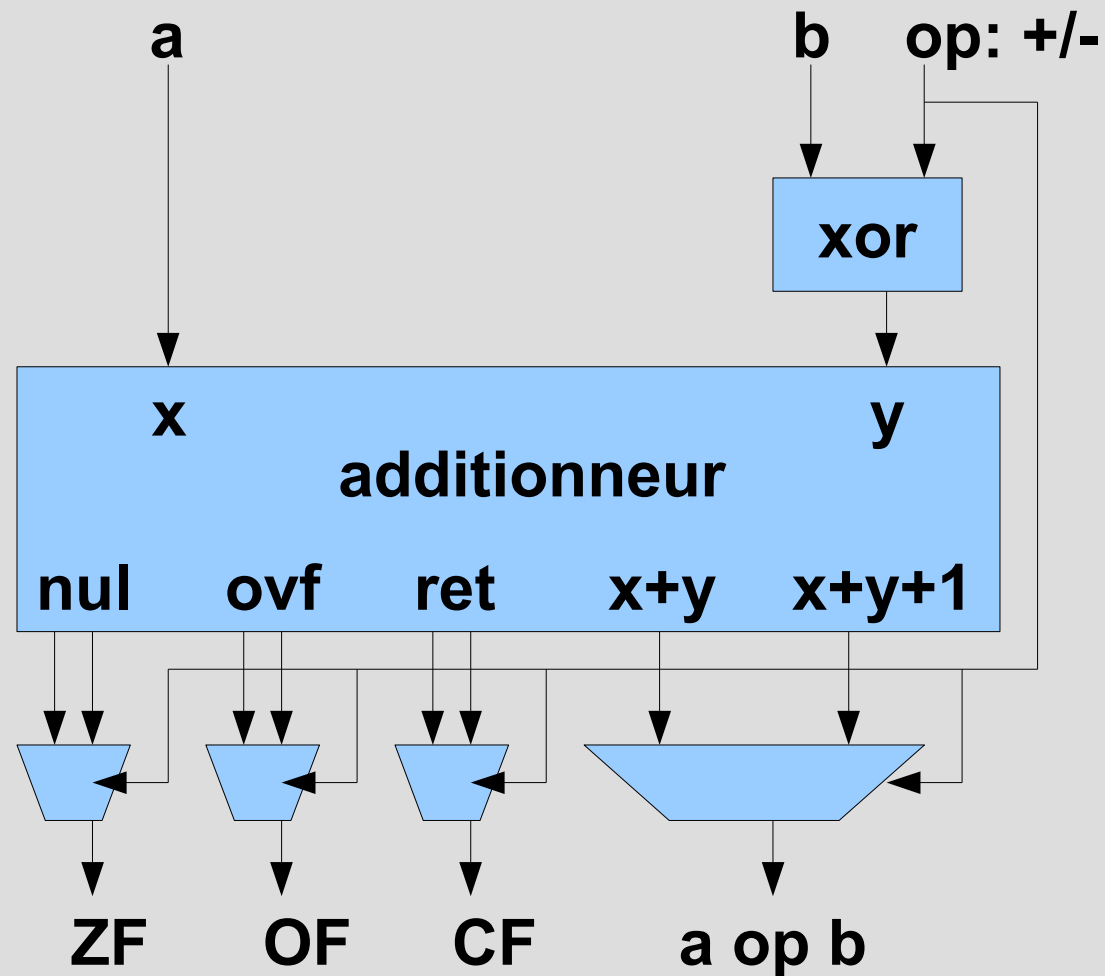 a b op: +/-
xor
x y
additionneur
nul ovf ret x+y x+y+1
ZF OF CF a op b